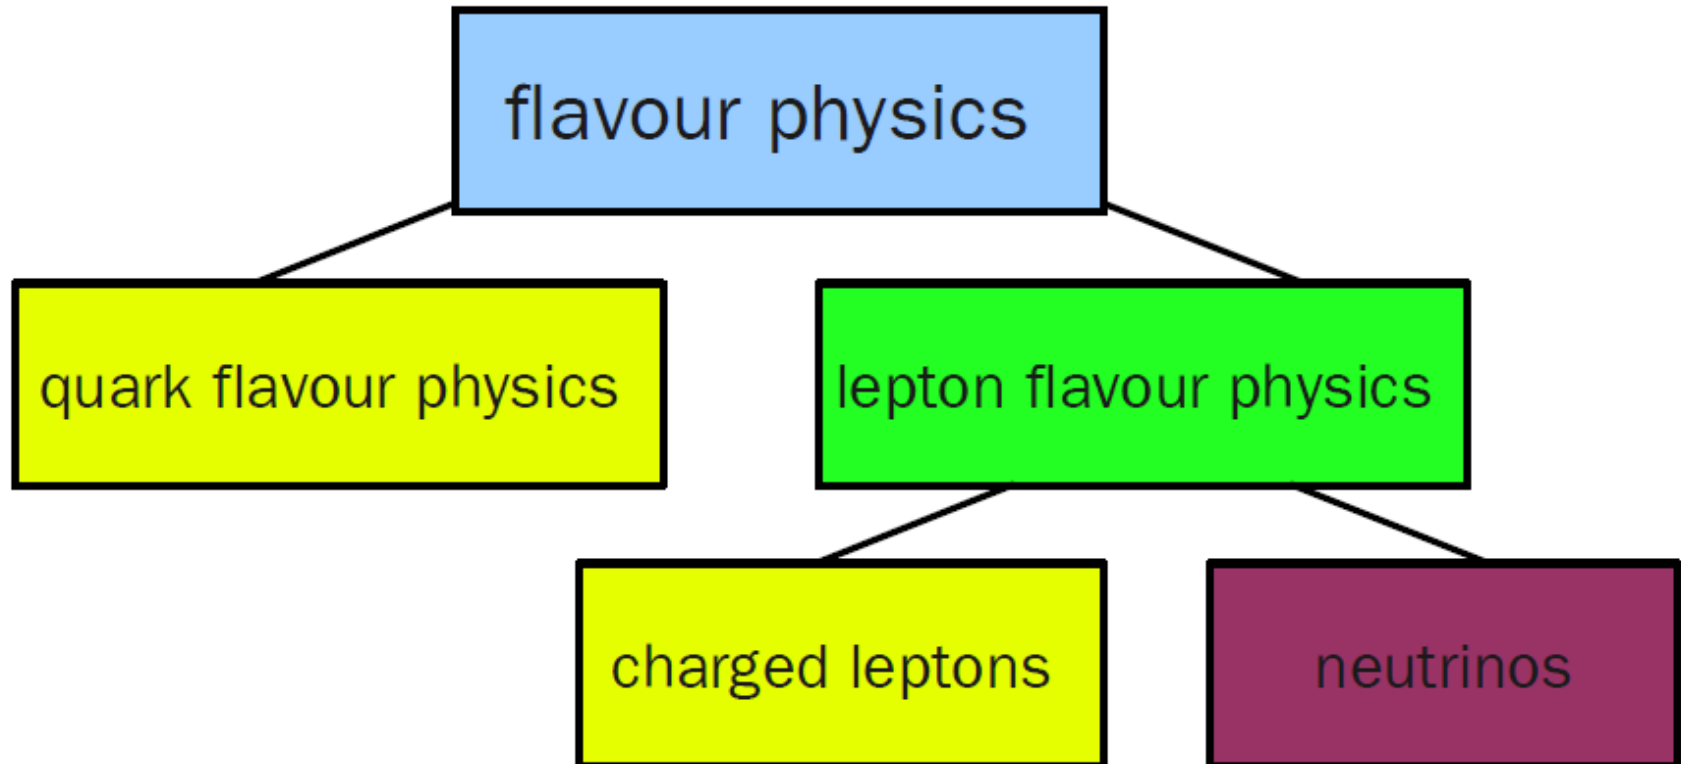 flavour physics
quark flavour physics
lepton flavour physics
charged leptons
neutrinos